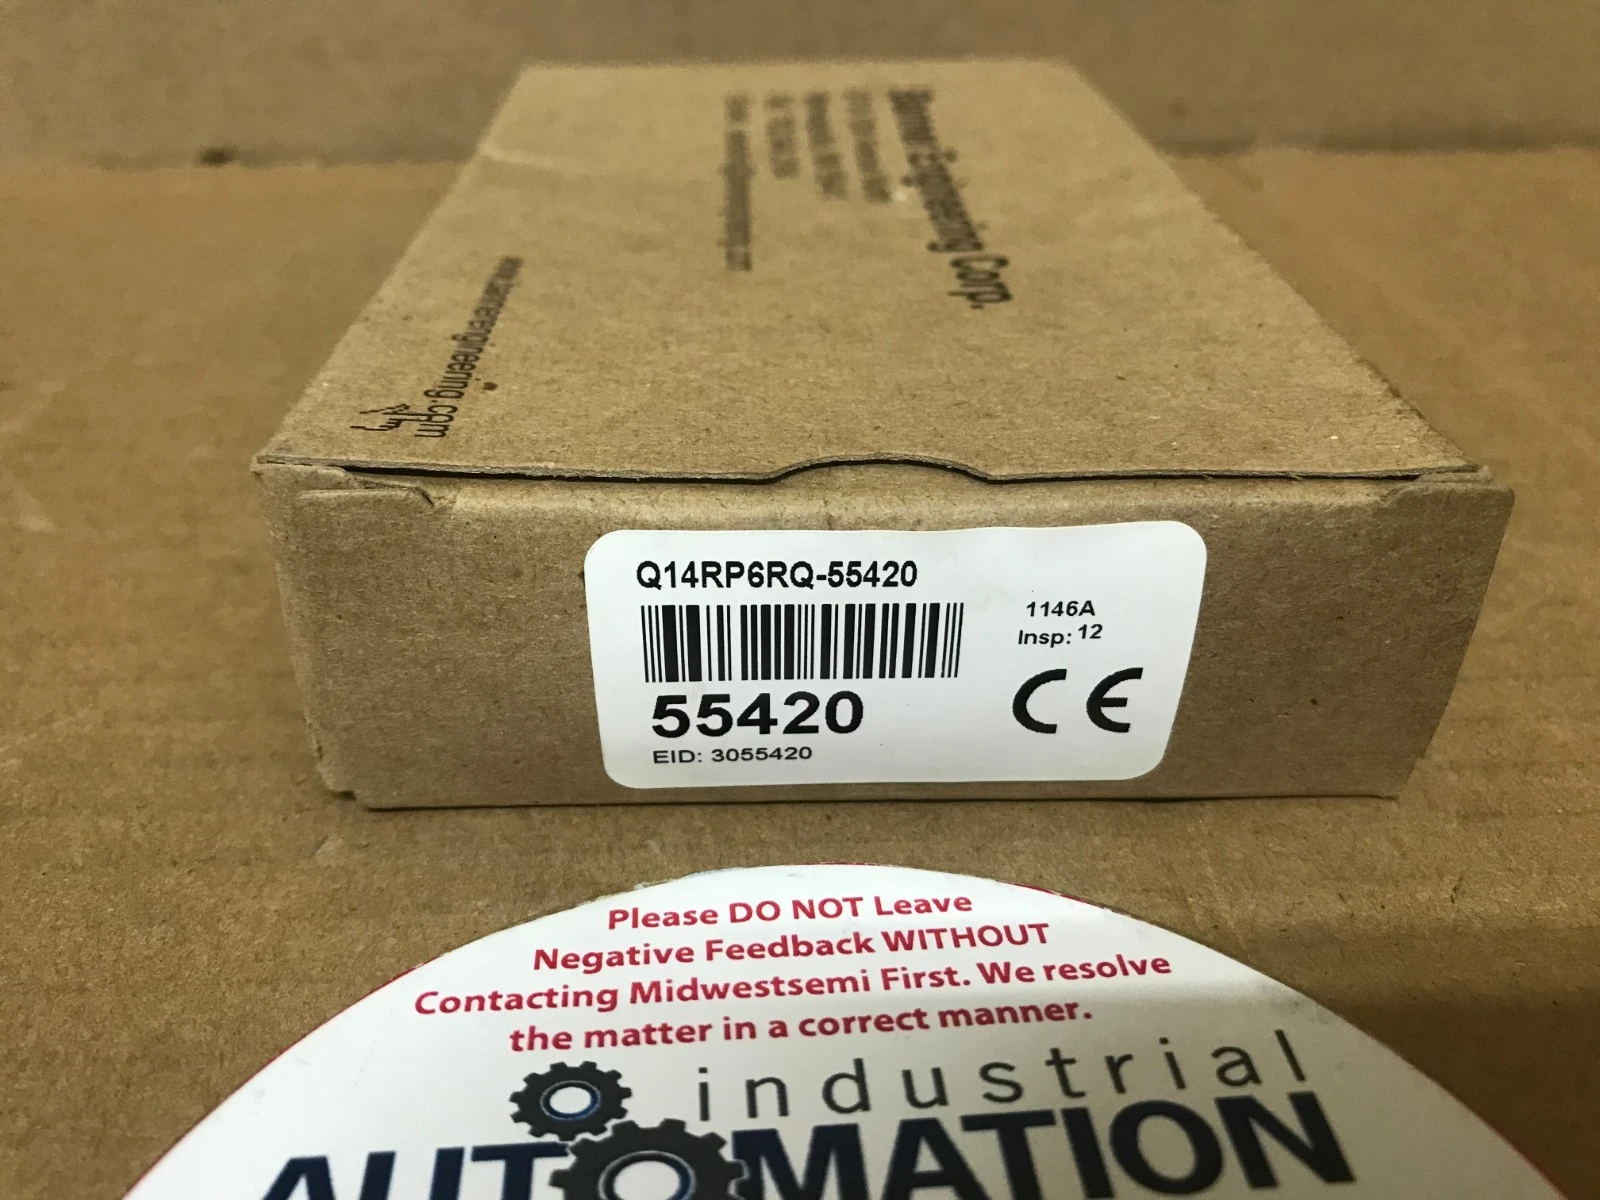 Banner Engineering Corp.
www.bannerengineering.com
Q14RP6RQ-55420
1146A
Insp: 12
55420
EID: 3055420
CE
Please DO NOT Leave
Negative Feedback WITHOUT
Contacting Midwestsemi First. We resolve
the matter in a correct manner.
industrial
AUTOMATION